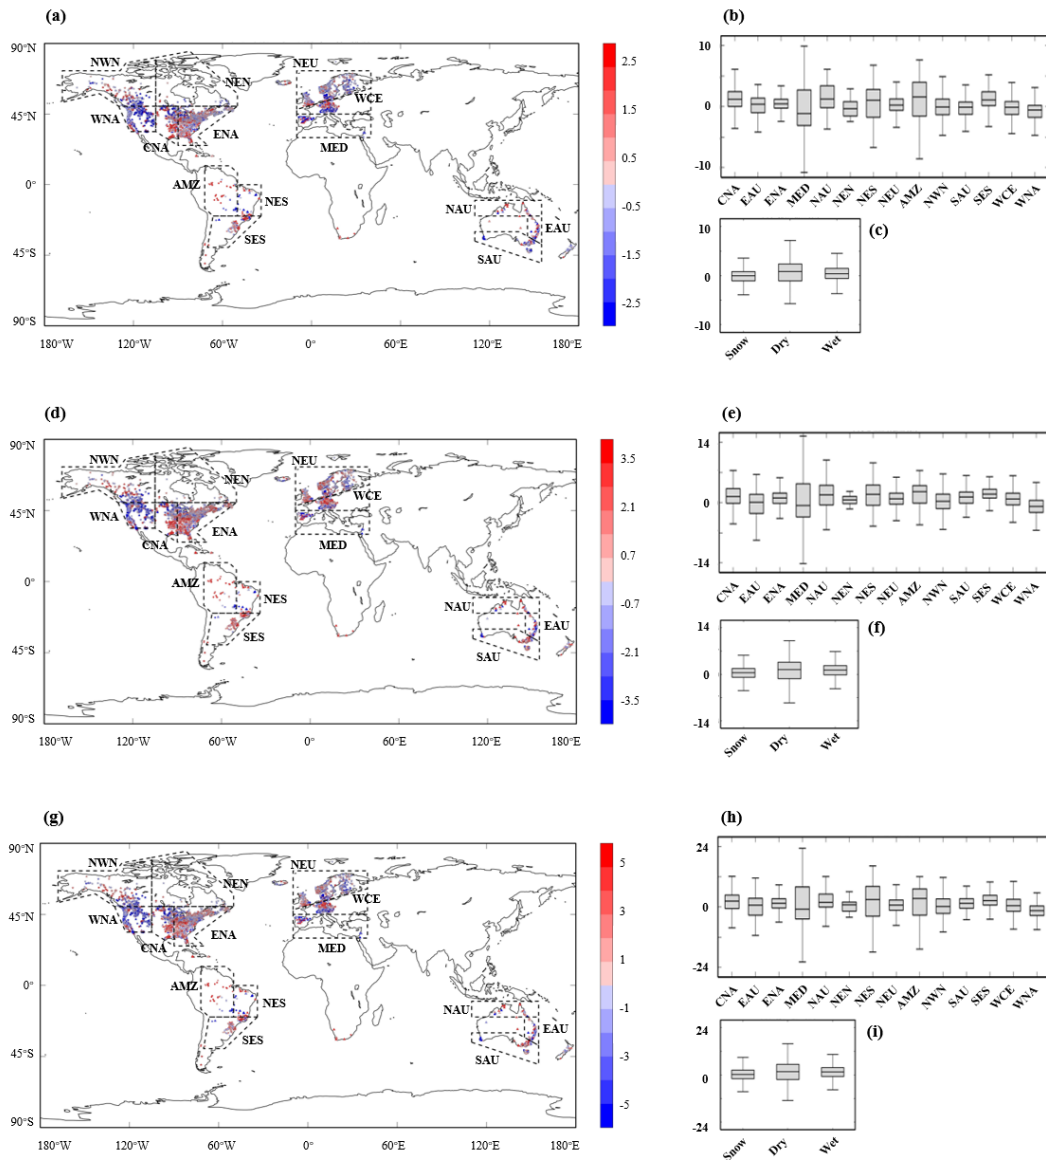 (a)
90°N
45°N
0°
45°S
90°S
180°W
120°W
60°W
0°
60°E
120°E
180°E
NWN
NEN
NEU
WCE
WNA
CNA
ENA
MED
AMZ
NES
SES
NAU
EAU
SAU
2.5
1.5
0.5
-0.5
-1.5
-2.5
(b)
10
0
-10
CNA
EAU
ENA
MED
NAU
NEN
NES
NEU
AMZ
NWN
SAU
SES
WCE
WNA
(c)
10
0
-10
Snow
Dry
Wet
(d)
90°N
45°N
0°
45°S
90°S
180°W
120°W
60°W
0°
60°E
120°E
180°E
NWN
NEN
NEU
WCE
WNA
CNA
ENA
MED
AMZ
NES
SES
NAU
EAU
SAU
3.5
2.1
0.7
-0.7
-2.1
-3.5
(e)
14
0
-14
CNA
EAU
ENA
MED
NAU
NEN
NES
NEU
AMZ
NWN
SAU
SES
WCE
WNA
(f)
14
0
-14
Snow
Dry
Wet
(g)
90°N
45°N
0°
45°S
90°S
180°W
120°W
60°W
0°
60°E
120°E
180°E
NWN
NEN
NEU
WCE
WNA
CNA
ENA
MED
AMZ
NES
SES
NAU
EAU
SAU
5
3
1
-1
-3
-5
(h)
24
0
-24
CNA
EAU
ENA
MED
NAU
NEN
NES
NEU
AMZ
NWN
SAU
SES
WCE
WNA
(i)
24
0
-24
Snow
Dry
Wet